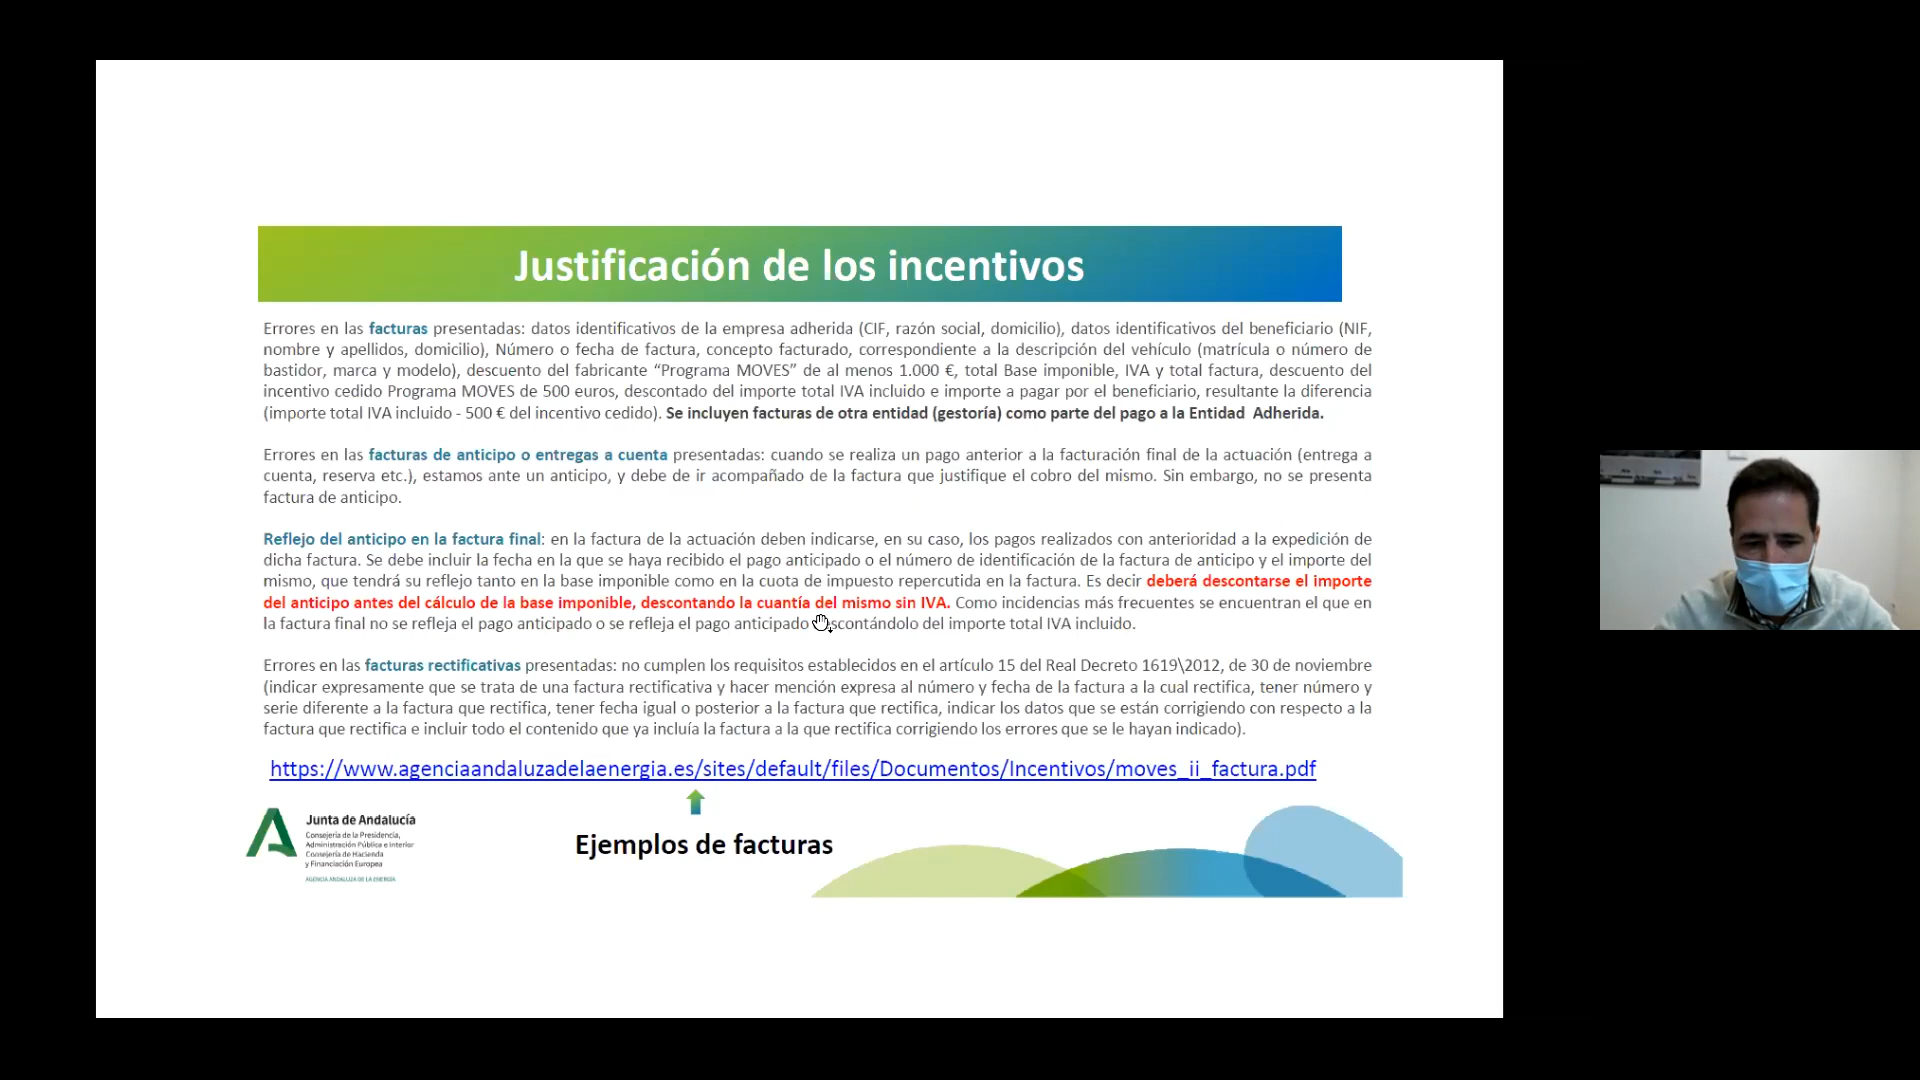 Justificación de los incentivos
Errores en las facturas presentadas: datos identificativos de la empresa adherida (CIF, razón social, domicilio), datos identificativos del beneficiario (NIF,
nombre y apellidos, domicilio), Número o fecha de factura, concepto facturado, correspondiente a la descripción del vehículo (matrícula o número de
bastidor, marca y modelo), descuento del fabricante “Programa MOVES” de al menos 1.000 €, total Base imponible, IVA y total factura, descuento del
incentivo cedido Programa MOVES de 500 euros, descontado del importe total IVA incluido e importe a pagar por el beneficiario, resultante la diferencia
(importe total IVA incluido - 500 € del incentivo cedido). Se incluyen facturas de otra entidad (gestoría) como parte del pago a la Entidad Adherida.
Errores en las facturas de anticipo o entregas a cuenta presentadas: cuando se realiza un pago anterior a la facturación final de la actuación (entrega a
cuenta, reserva etc.), estamos ante un anticipo, y debe de ir acompañado de la factura que justifique el cobro del mismo. Sin embargo, no se presenta
factura de anticipo.
Reflejo del anticipo en la factura final: en la factura de la actuación deben indicarse, en su caso, los pagos realizados con anterioridad a la expedición de
dicha factura. Se debe incluir la fecha en la que se haya recibido el pago anticipado o el número de identificación de la factura de anticipo y el importe del
mismo, que tendrá su reflejo tanto en la base imponible como en la cuota de impuesto repercutida en la factura. Es decir deberá descontarse el importe
del anticipo antes del cálculo de la base imponible, descontando la cuantía del mismo sin IVA. Como incidencias más frecuentes se encuentran el que en
la factura final no se refleja el pago anticipado o se refleja el pago anticipado scontándolo del importe total IVA incluido.
Errores en las facturas rectificativas presentadas: no cumplen los requisitos establecidos en el artículo 15 del Real Decreto 1619\2012, de 30 de noviembre
(indicar expresamente que se trata de una factura rectificativa y hacer mención expresa al número y fecha de la factura a la cual rectifica, tener número y
serie diferente a la factura que rectifica, tener fecha igual o posterior a la factura que rectifica, indicar los datos que se están corrigiendo con respecto a la
factura que rectifica e incluir todo el contenido que ya incluía la factura a la que rectifica corrigiendo los errores que se le hayan indicado).
https://www.agenciaandaluzadelaenergia.es/sites/default/files/Documentos/Incentivos/moves_ii_factura.pdf
Ejemplos de facturas
Junta de Andalucía
Consejería de la Presidencia,
Administración Pública e Interior
Consejería de Hacienda
y Financiación Europea
AGENCIA ANDALUZA DE LA ENERGÍA